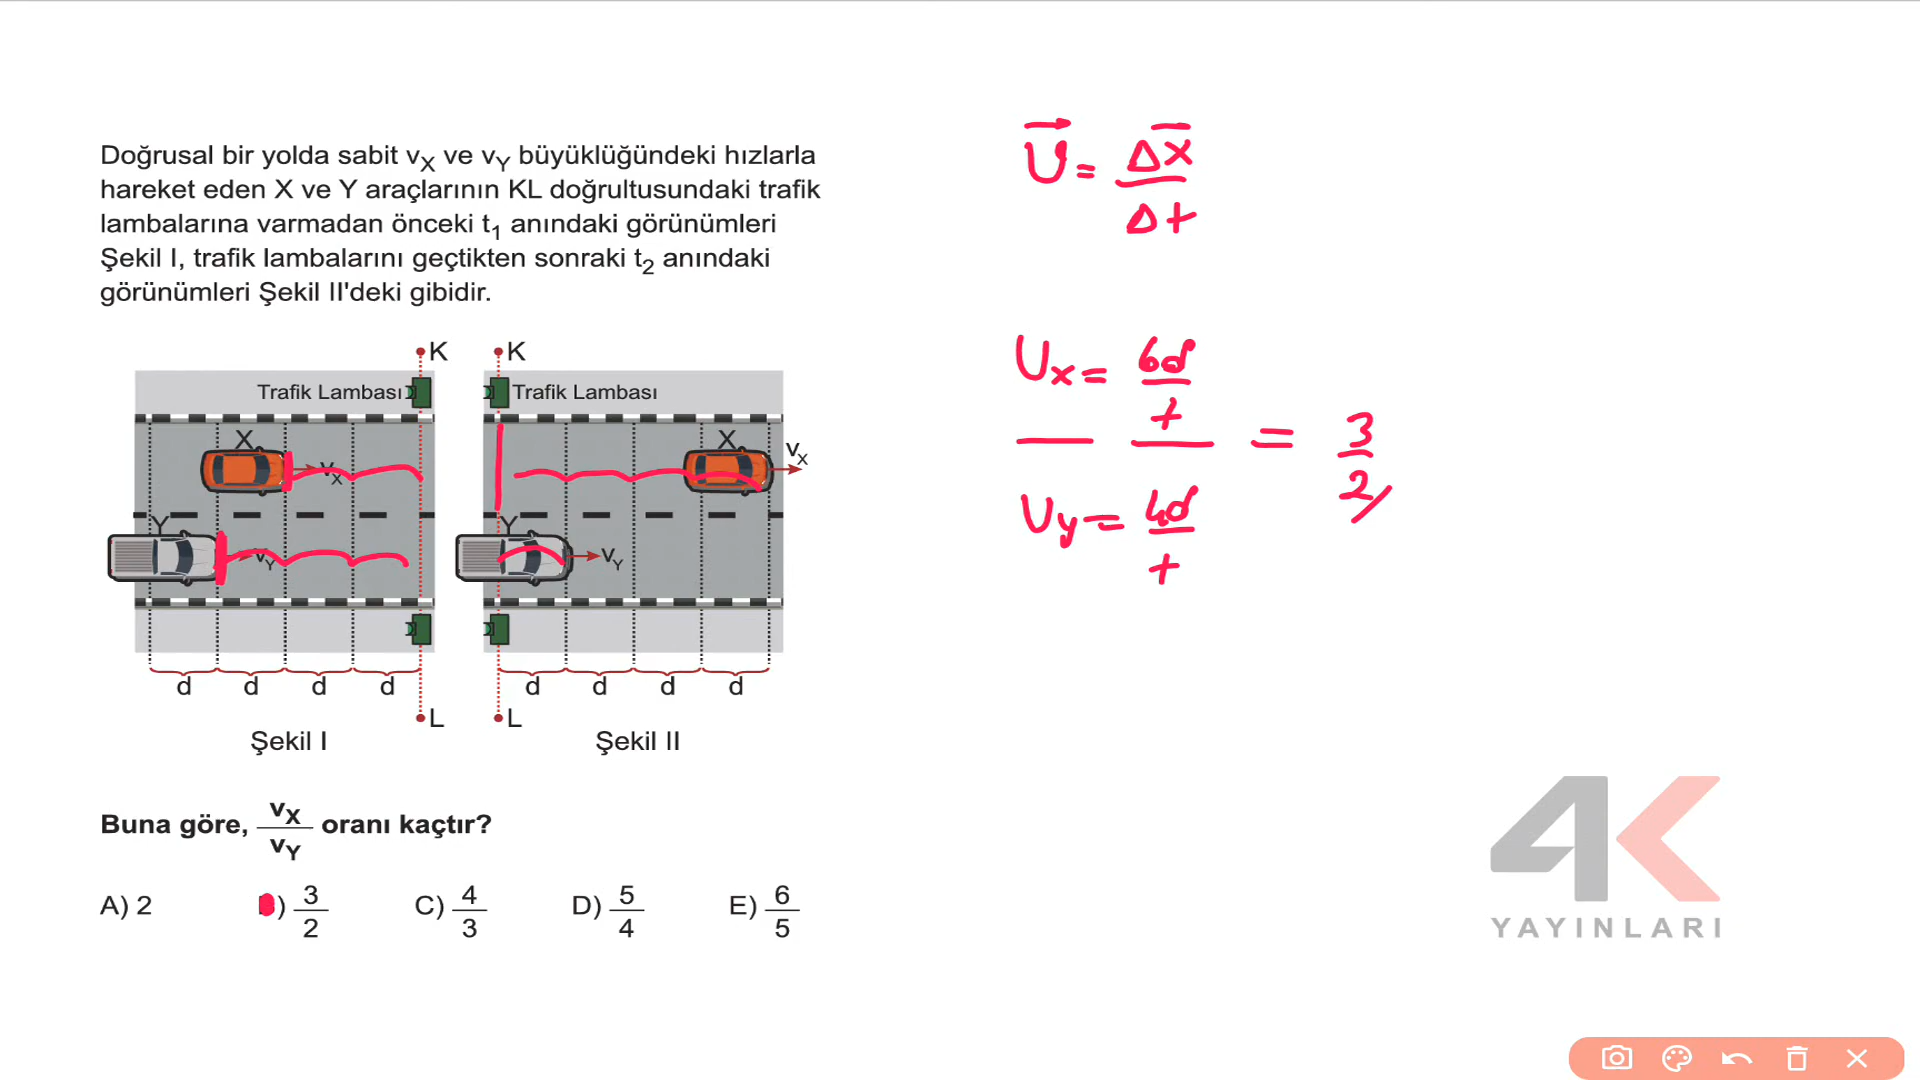 Doğrusal bir yolda sabit vX ve vY büyüklüğündeki hızlarla
hareket eden X ve Y araçlarının KL doğrultusundaki trafik
lambalarına varmadan önceki t1 anındaki görünümleri
Şekil I, trafik lambalarını geçtikten sonraki t2 anındaki
görünümleri Şekil II'deki gibidir.
K K
Trafik Lambası Trafik Lambası
X X
vX vX
Y Y
vY vY
d d d d d d d d
L L
Şekil I Şekil II
Buna göre, vX/vY oranı kaçtır?
A) 2 B) 3/2 C) 4/3 D) 5/4 E) 6/5
υ = Δx/Δt
υx = 6d/t
υy = 4d/t
= 3/2
4K
YAYINLARI